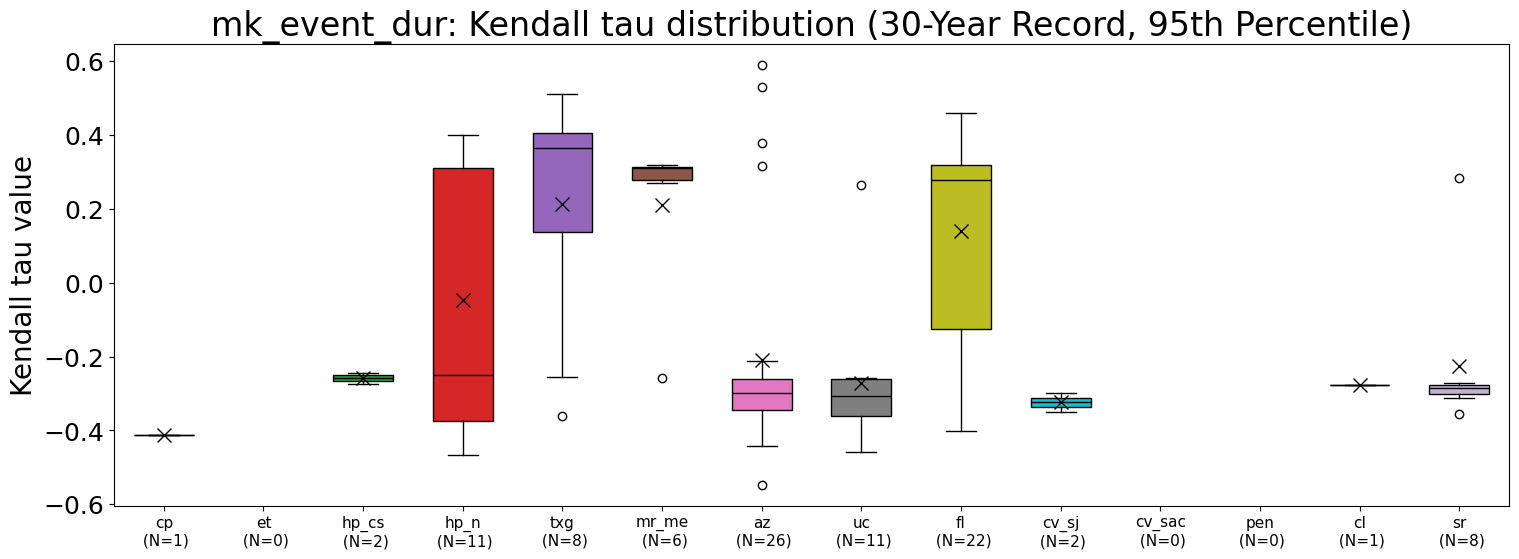 mk_event_dur: Kendall tau distribution (30-Year Record, 95th Percentile)
Kendall tau value
0.6
0.4
0.2
0.0
−0.2
−0.4
−0.6
cp et hp_cs hp_n txg mr_me az uc fl cv_sj cv_sac pen cl sr
(N=1) (N=0) (N=2) (N=11) (N=8) (N=6) (N=26) (N=11) (N=22) (N=2) (N=0) (N=0) (N=1) (N=8)